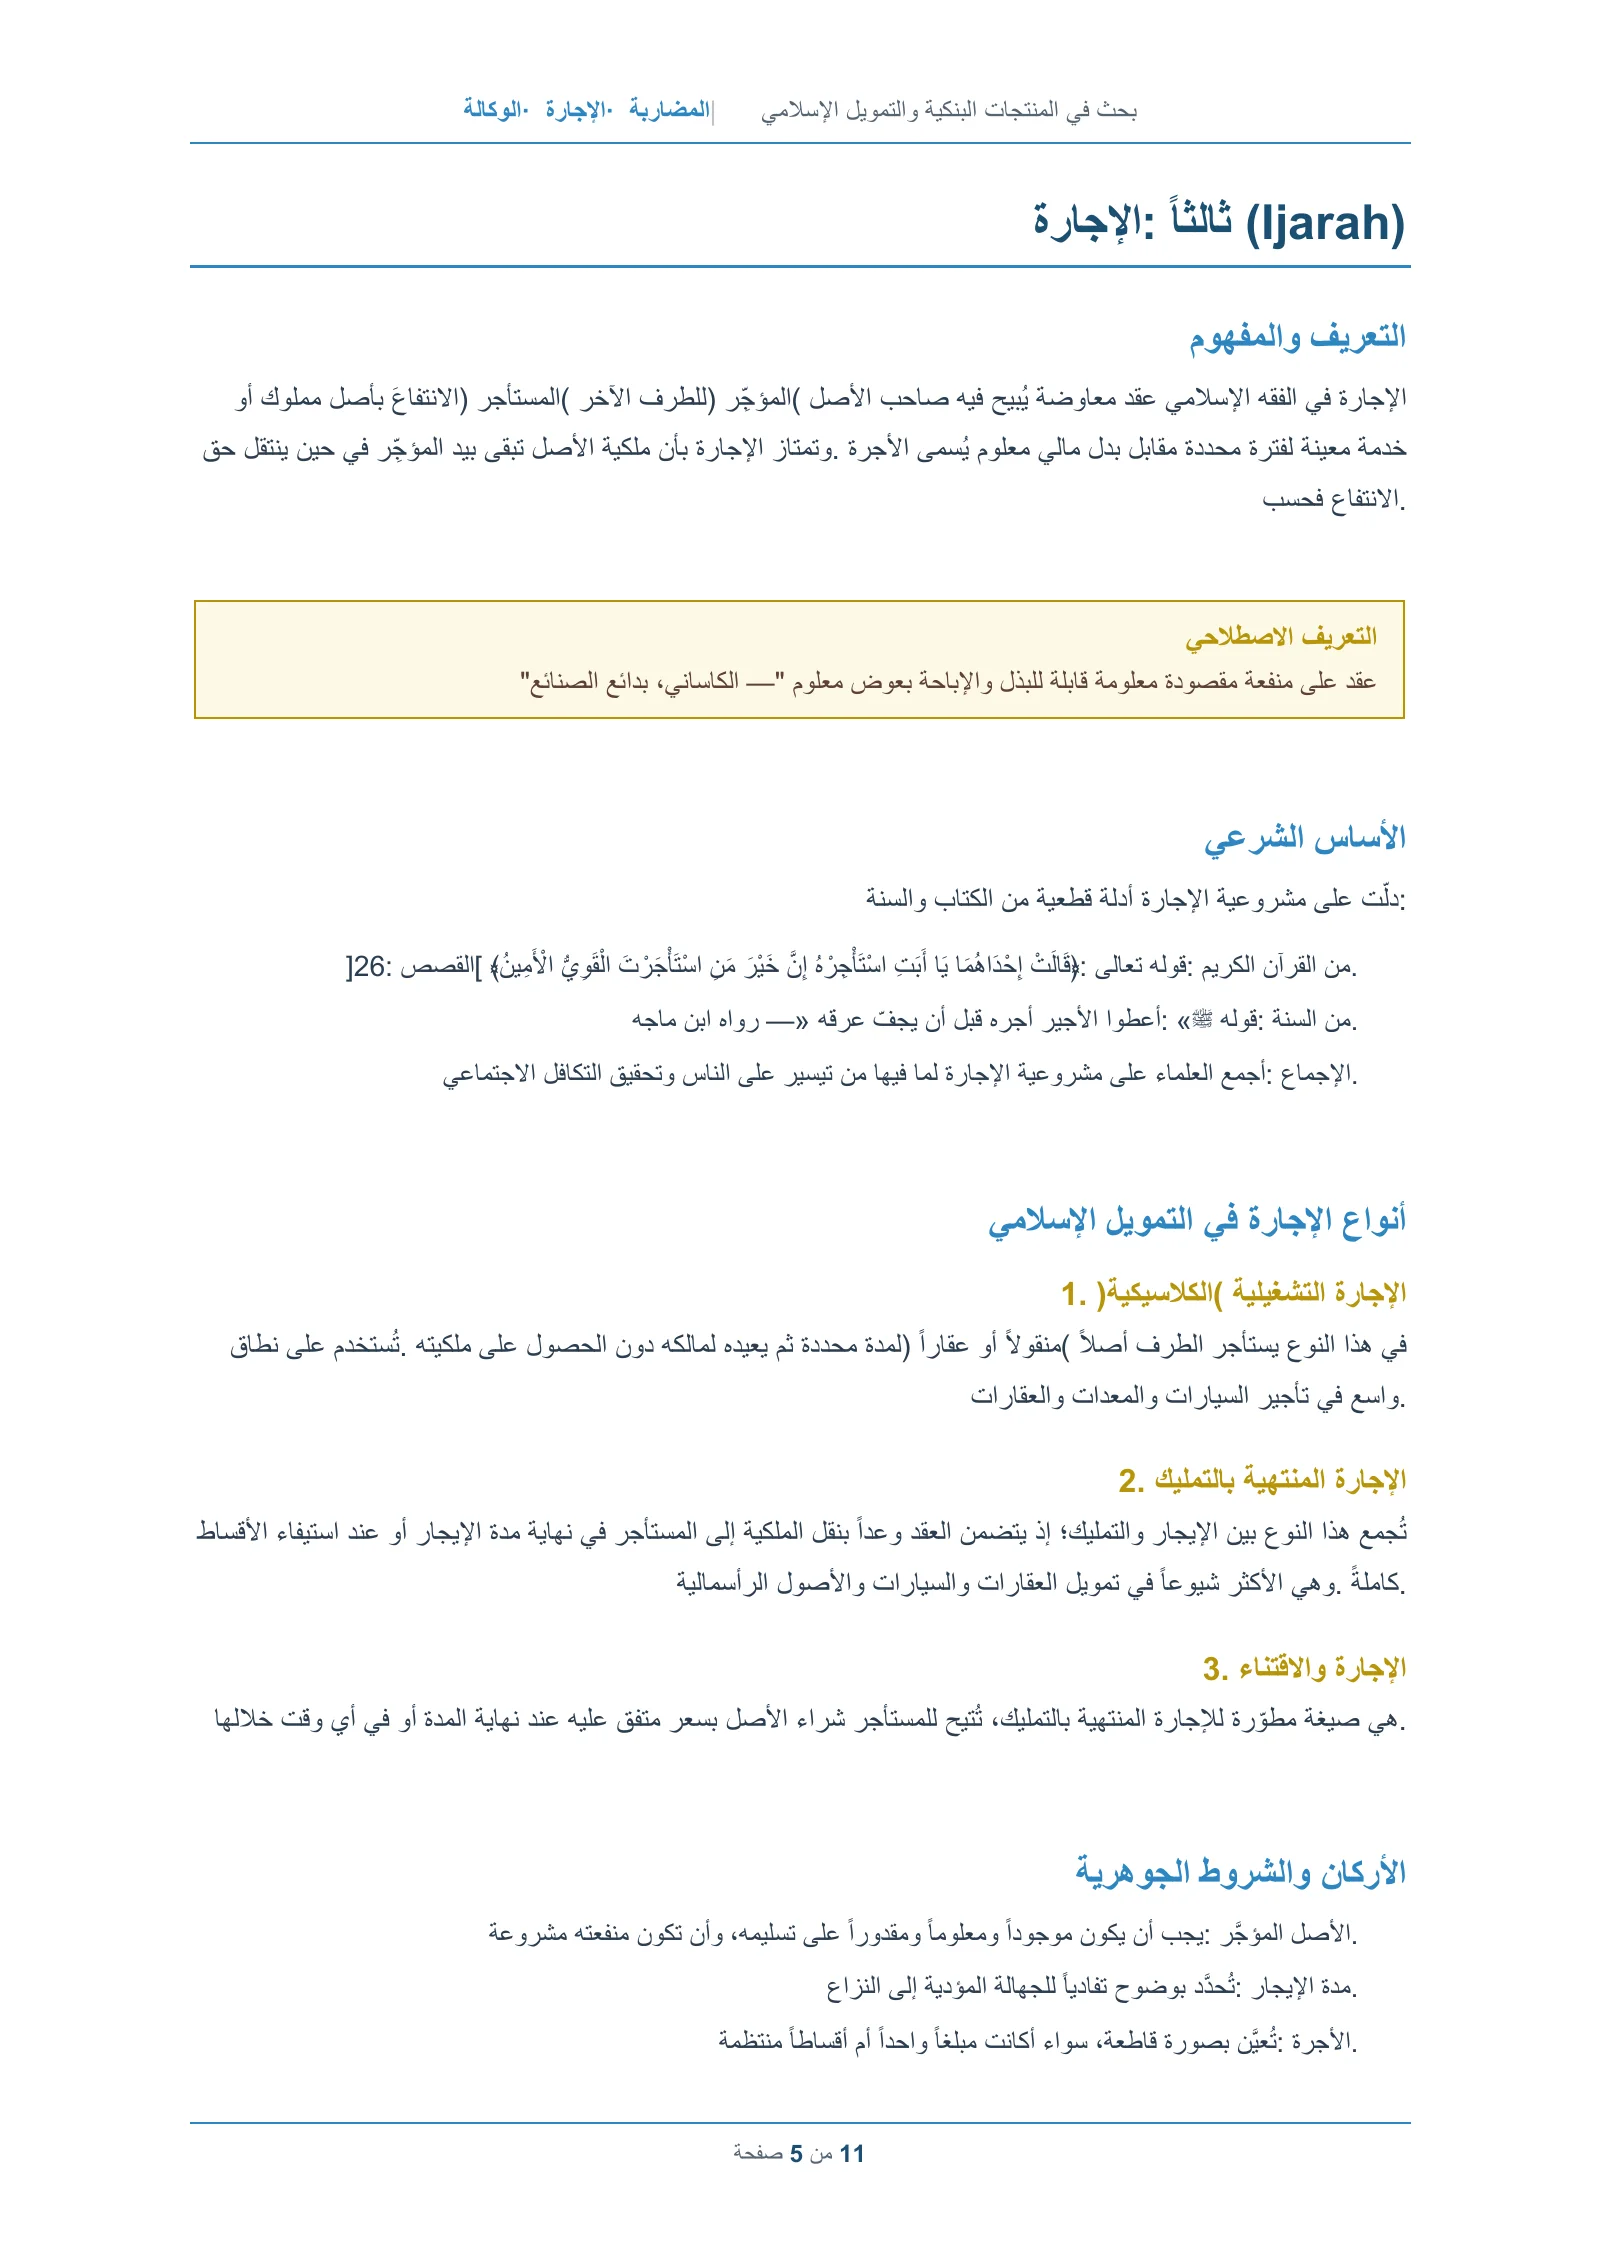 بحث في المنتجات البنكية والتمويل الإسلامي | المضاربة · الإجارة · الوكالة
ثالثاً: الإجارة (Ijarah)
التعريف والمفهوم
الإجارة في الفقه الإسلامي عقد معاوضة يُبيح فيه صاحب الأصل (المؤجِّر) للطرف الآخر (المستأجر) الانتفاعَ بأصل مملوك أو
خدمة معينة لفترة محددة مقابل بدل مالي معلوم يُسمى الأجرة. وتمتاز الإجارة بأن ملكية الأصل تبقى بيد المؤجِّر في حين ينتقل حق
الانتفاع فحسب.
التعريف الاصطلاحي
عقد على منفعة مقصودة معلومة قابلة للبذل والإباحة بعوض معلوم "— الكاساني، بدائع الصنائع"
الأساس الشرعي
دلّت على مشروعية الإجارة أدلة قطعية من الكتاب والسنة:
من القرآن الكريم: قوله تعالى: ﴿قَالَتْ إِحْدَاهُمَا يَا أَبَتِ اسْتَأْجِرْهُ إِنَّ خَيْرَ مَنِ اسْتَأْجَرْتَ الْقَوِيُّ الْأَمِينُ﴾ [القصص: 26].
من السنة: قوله ﷺ: «أعطوا الأجير أجره قبل أن يجفّ عرقه» — رواه ابن ماجه.
الإجماع: أجمع العلماء على مشروعية الإجارة لما فيها من تيسير على الناس وتحقيق التكافل الاجتماعي.
أنواع الإجارة في التمويل الإسلامي
1. الإجارة التشغيلية (الكلاسيكية)
في هذا النوع يستأجر الطرف أصلاً (منقولاً أو عقاراً) لمدة محددة ثم يعيده لمالكه دون الحصول على ملكيته. تُستخدم على نطاق
واسع في تأجير السيارات والمعدات والعقارات.
2. الإجارة المنتهية بالتمليك
تُجمع هذا النوع بين الإيجار والتمليك؛ إذ يتضمن العقد وعداً بنقل الملكية إلى المستأجر في نهاية مدة الإيجار أو عند استيفاء الأقساط
كاملةً. وهي الأكثر شيوعاً في تمويل العقارات والسيارات والأصول الرأسمالية.
3. الإجارة والاقتناء
هي صيغة مطوّرة للإجارة المنتهية بالتمليك، تُتيح للمستأجر شراء الأصل بسعر متفق عليه عند نهاية المدة أو في أي وقت خلالها.
الأركان والشروط الجوهرية
الأصل المؤجَّر: يجب أن يكون موجوداً ومعلوماً ومقدوراً على تسليمه، وأن تكون منفعته مشروعة.
مدة الإيجار: تُحدَّد بوضوح تفادياً للجهالة المؤدية إلى النزاع.
الأجرة: تُعيَّن بصورة قاطعة، سواء أكانت مبلغاً واحداً أم أقساطاً منتظمة.
صفحة 5 من 11